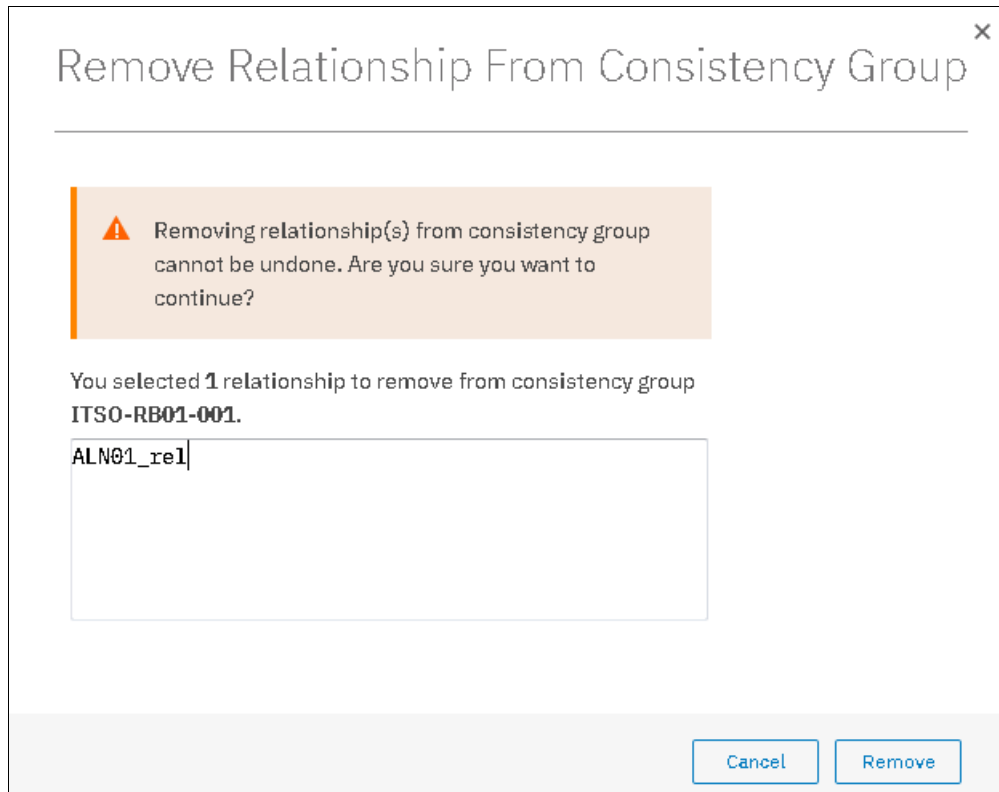 Remove Relationship From Consistency Group
Removing relationship(s) from consistency group
cannot be undone. Are you sure you want to
continue?
You selected 1 relationship to remove from consistency group
ITSO-RB01-001.
ALN01_rel
Cancel
Remove